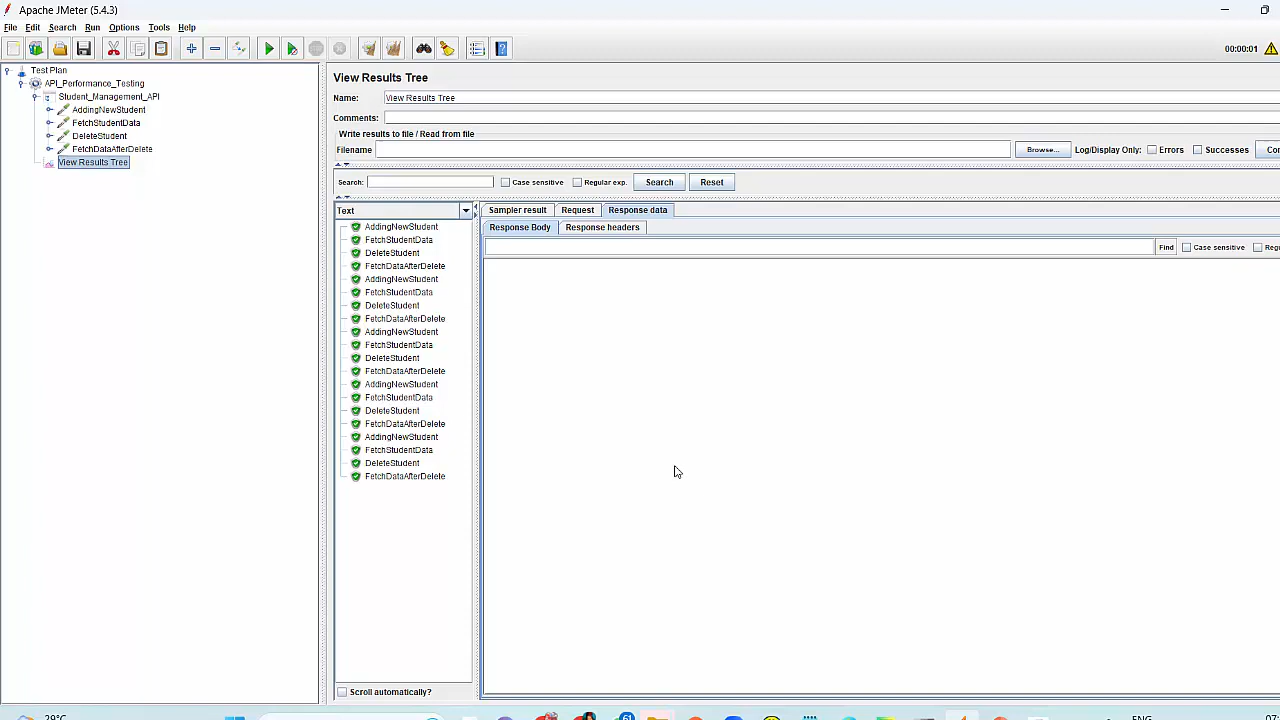 Apache JMeter (5.4.3)
File Edit Search Run Options Tools Help
00:00:01
Test Plan
API_Performance_Testing
Student_Management_API
AddingNewStudent
FetchStudentData
DeleteStudent
FetchDataAfterDelete
View Results Tree
View Results Tree
Name: View Results Tree
Comments:
Write results to file / Read from file
Filename Browse... Log/Display Only: Errors Successes Con
Search: Case sensitive Regular exp. Search Reset
Text
AddingNewStudent
FetchStudentData
DeleteStudent
FetchDataAfterDelete
AddingNewStudent
FetchStudentData
DeleteStudent
FetchDataAfterDelete
AddingNewStudent
FetchStudentData
DeleteStudent
FetchDataAfterDelete
AddingNewStudent
FetchStudentData
DeleteStudent
FetchDataAfterDelete
AddingNewStudent
FetchStudentData
DeleteStudent
FetchDataAfterDelete
Scroll automatically?
Sampler result Request Response data
Response Body Response headers
Find Case sensitive Regu
29°C
61
ENG